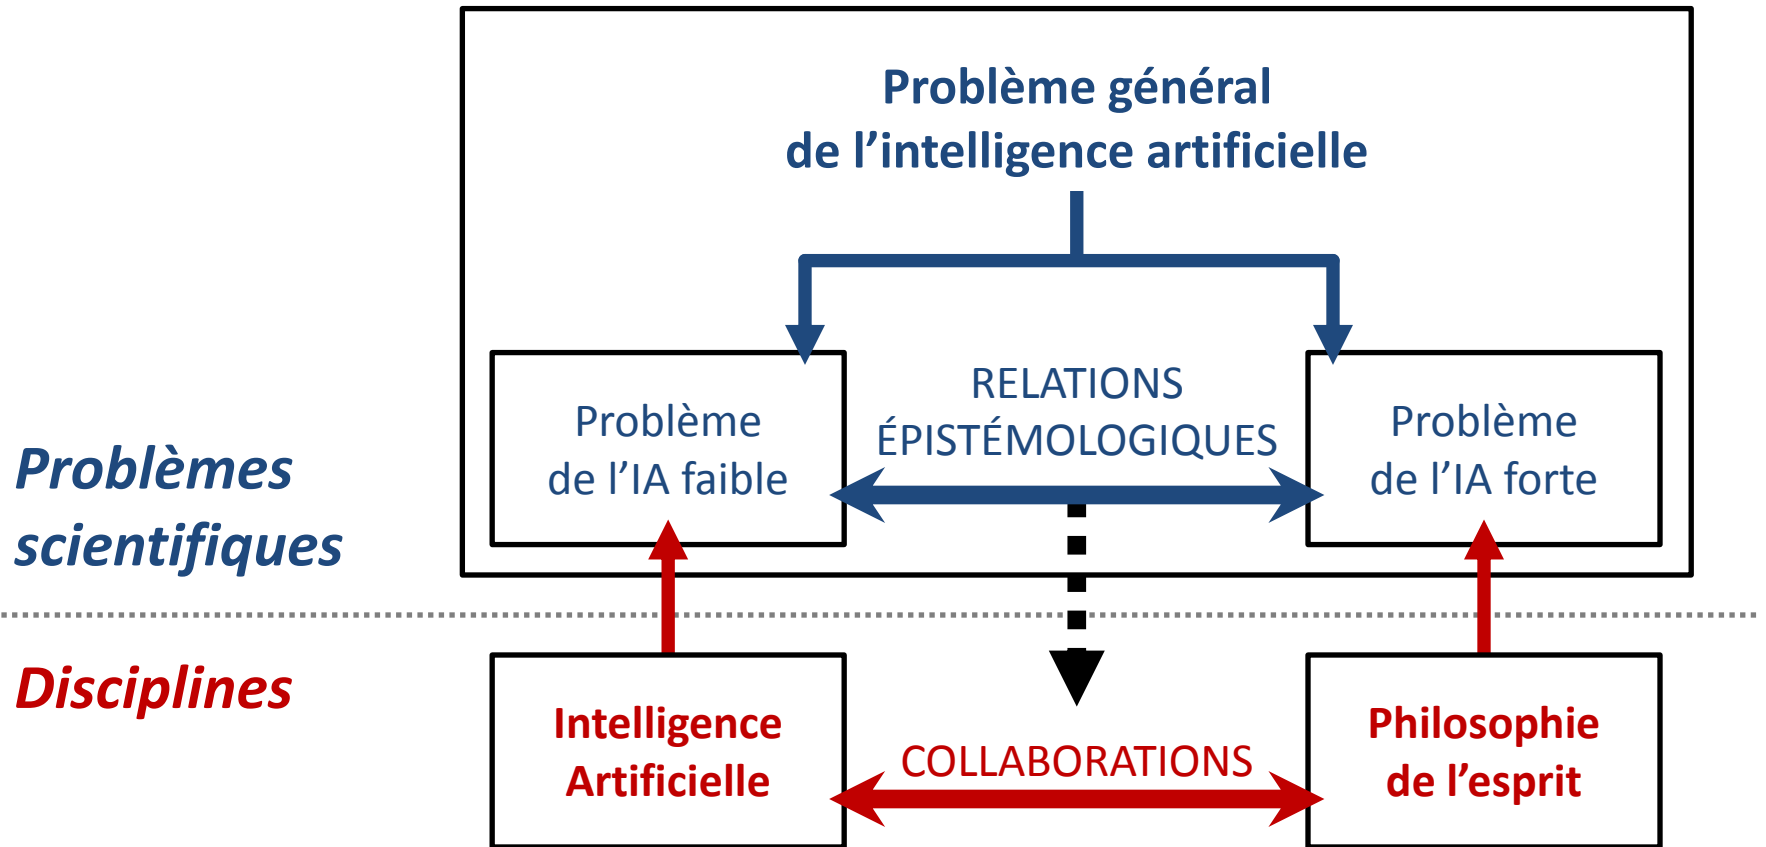 Problème général
de l’intelligence artificielle
RELATIONS
ÉPISTÉMOLOGIQUES
Problème
de l’IA faible
Problème
de l’IA forte
Problèmes
scientifiques
Disciplines
Intelligence
Artificielle
COLLABORATIONS
Philosophie
de l’esprit